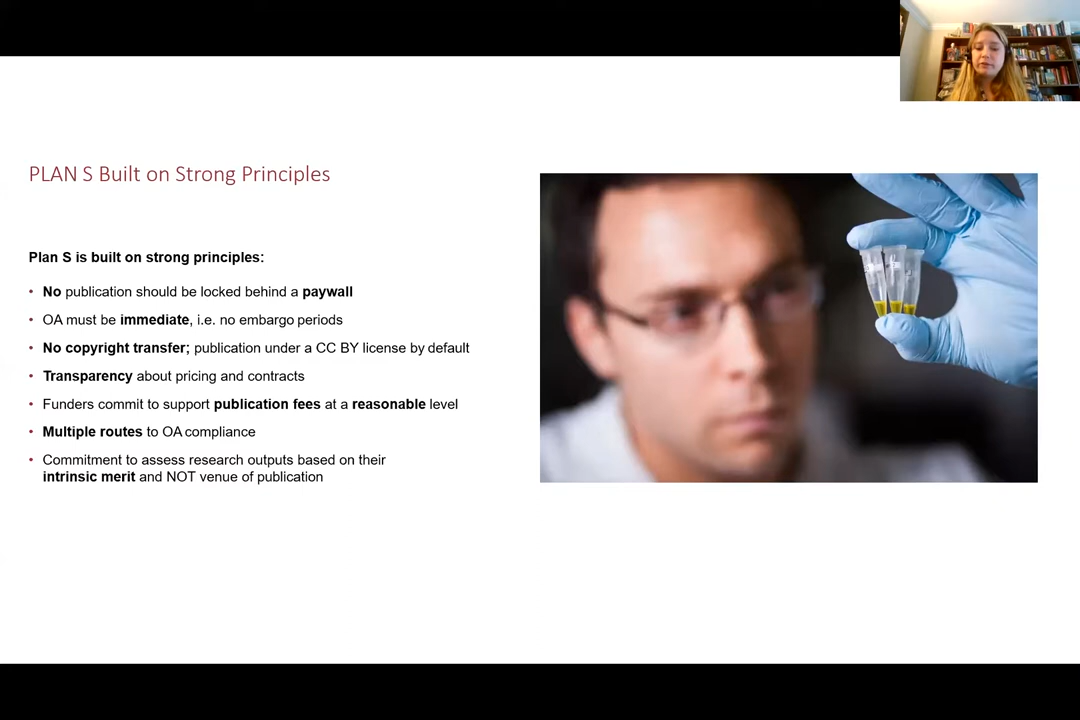 PLAN S Built on Strong Principles
Plan S is built on strong principles:
• No publication should be locked behind a paywall
• OA must be immediate, i.e. no embargo periods
• No copyright transfer; publication under a CC BY license by default
• Transparency about pricing and contracts
• Funders commit to support publication fees at a reasonable level
• Multiple routes to OA compliance
• Commitment to assess research outputs based on their
intrinsic merit and NOT venue of publication